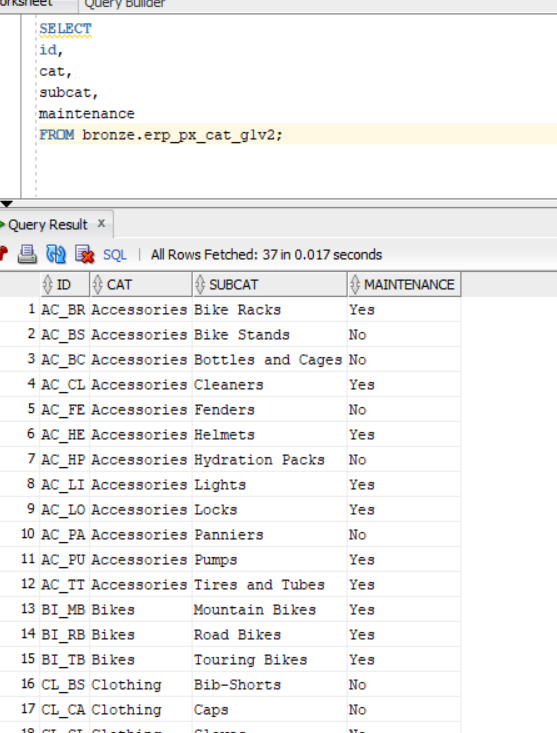 Query Builder
SELECT
id,
cat,
subcat,
maintenance
FROM bronze.erp_px_cat_g1v2;
Query Result x
SQL | All Rows Fetched: 37 in 0.017 seconds
ID CAT SUBCAT MAINTENANCE
1 AC_BR Accessories Bike Racks Yes
2 AC_BS Accessories Bike Stands No
3 AC_BC Accessories Bottles and Cages No
4 AC_CL Accessories Cleaners Yes
5 AC_FE Accessories Fenders No
6 AC_HE Accessories Helmets Yes
7 AC_HP Accessories Hydration Packs No
8 AC_LI Accessories Lights Yes
9 AC_LO Accessories Locks Yes
10 AC_PA Accessories Panniers No
11 AC_PU Accessories Pumps Yes
12 AC_TT Accessories Tires and Tubes Yes
13 BI_MB Bikes Mountain Bikes Yes
14 BI_RB Bikes Road Bikes Yes
15 BI_TB Bikes Touring Bikes Yes
16 CL_BS Clothing Bib-Shorts No
17 CL_CA Clothing Caps No